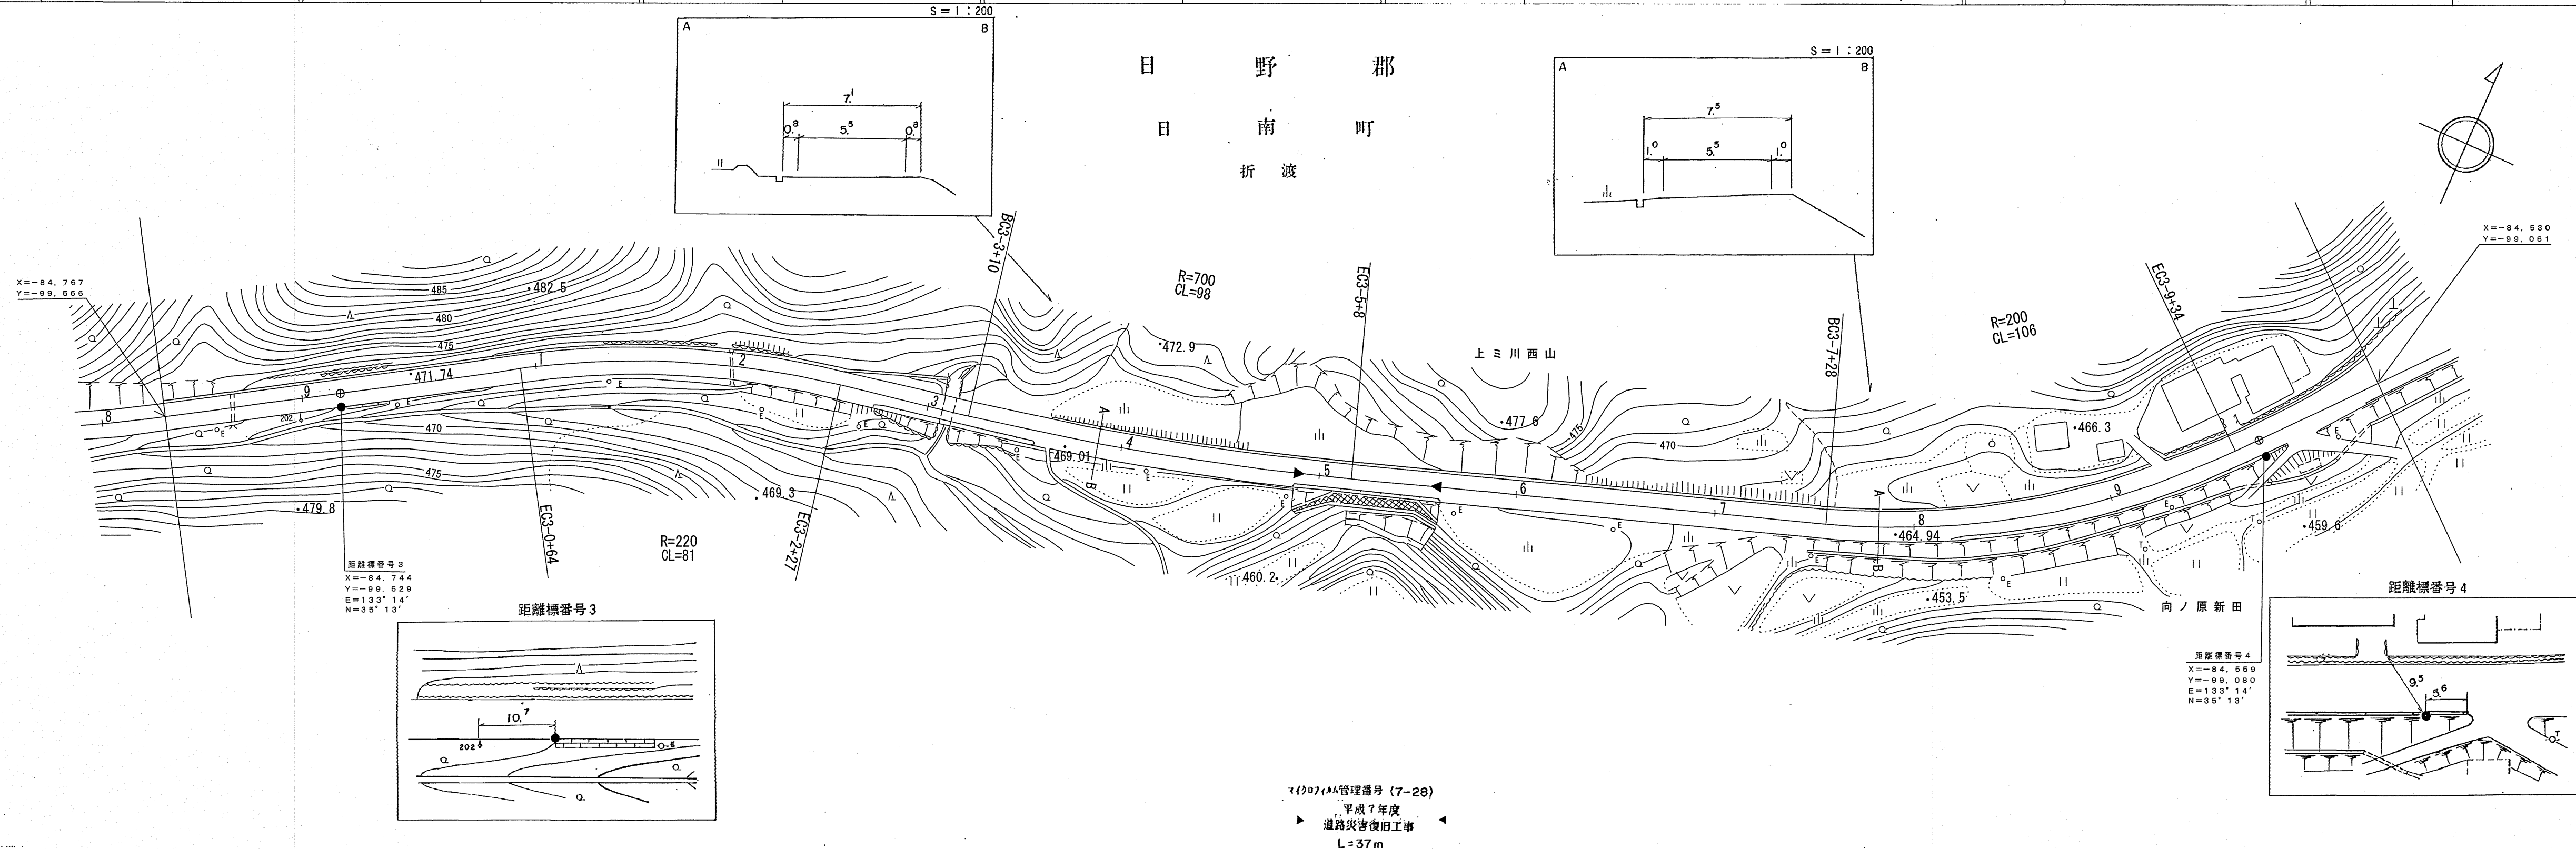 S=1:200
A
B
7.1
0.8
5.5
0.8
日野郡
日南町
折渡
S=1:200
A
B
7.5
1.0
5.5
1.0
X=-84,767
Y=-99,566
X=-84,530
Y=-99,061
485
482.5
480
475
471.74
8
9
1
2
3
4
5
6
7
8
9
202
E
470
475
479.8
469.3
EC3-0+64
R=220
CL=81
EC3-2+27
BC3-3+10
R=700
CL=98
EC3-5+8
472.9
469.01
A
B
上ミ川西山
477.6
475
470
460.2
BC3-7+28
R=200
CL=106
EC3-9+34
466.3
464.94
A
B
453.5
459.6
向ノ原新田
距離標番号3
X=-84,744
Y=-99,529
E=133°14′
N=35°13′
距離標番号3
10.7
202
E
距離標番号4
X=-84,559
Y=-99,080
E=133°14′
N=35°13′
距離標番号4
9.5
5.6
T
マイクロフィルム管理番号(7-28)
平成7年度
道路災害復旧工事
L=37m